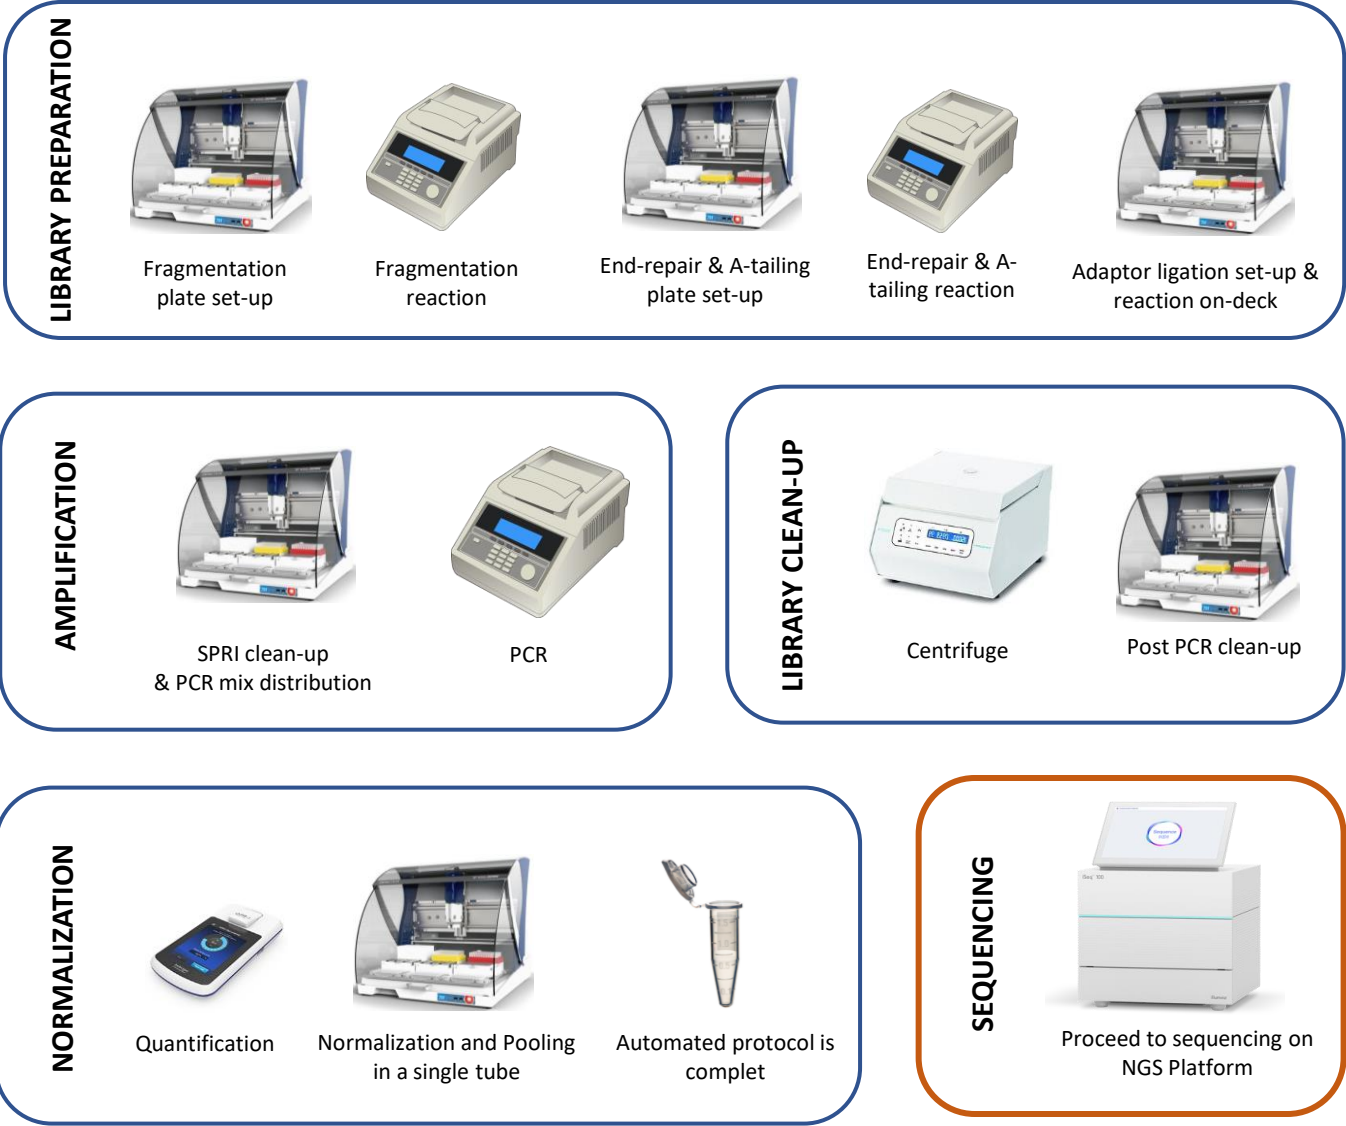 LIBRARY PREPARATION
Fragmentation
plate set-up
Fragmentation
reaction
End-repair & A-tailing
plate set-up
End-repair & A-
tailing reaction
Adaptor ligation set-up &
reaction on-deck
AMPLIFICATION
SPRI clean-up
& PCR mix distribution
PCR
LIBRARY CLEAN-UP
Centrifuge
Post PCR clean-up
NORMALIZATION
Quantification
Normalization and Pooling
in a single tube
Automated protocol is
complet
SEQUENCING
iSeq 100
Proceed to sequencing on
NGS Platform